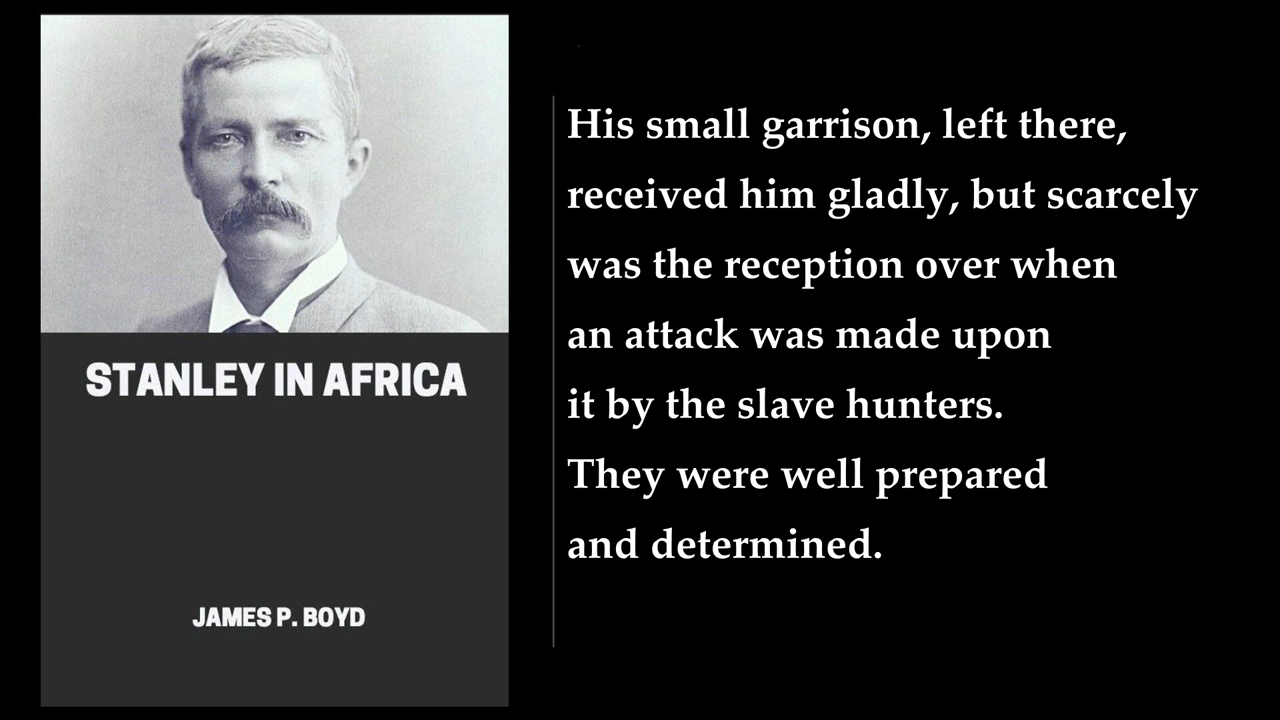 STANLEY IN AFRICA
JAMES P. BOYD
His small garrison, left there,
received him gladly, but scarcely
was the reception over when
an attack was made upon
it by the slave hunters.
They were well prepared
and determined.